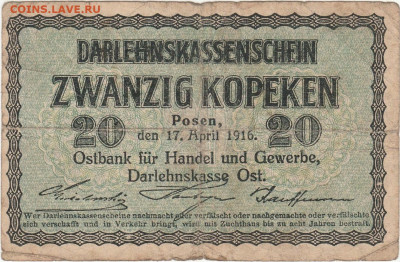 COINS.LAVE.RU
DARLEHNSKASSENSCHEIN
ZWANZIG KOPEKEN
Posen,
20 den 17. April 1916. 20
Ostbank für Handel und Gewerbe,
Darlehnskasse Ost.
Wer Darlehnskassenscheine nachmacht oder verfälscht oder nachgemachte oder verfälschte
sich verschafft und in Verkehr bringt, wird mit Zuchthaus bis zu acht Jahren bestraft.